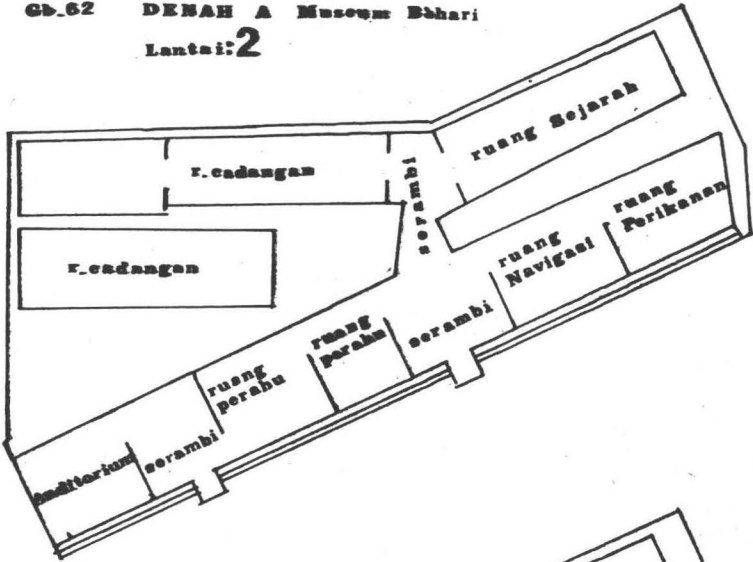 Gb.62 DENAH A Museum Bahari
Lantai:2
r.cadangan
serambi
ruang Sejarah
r.cadangan
ruang
Perikanan
ruang
Navigasi
serambi
ruang
perahu
ruang
perahu
serambi
Auditorium